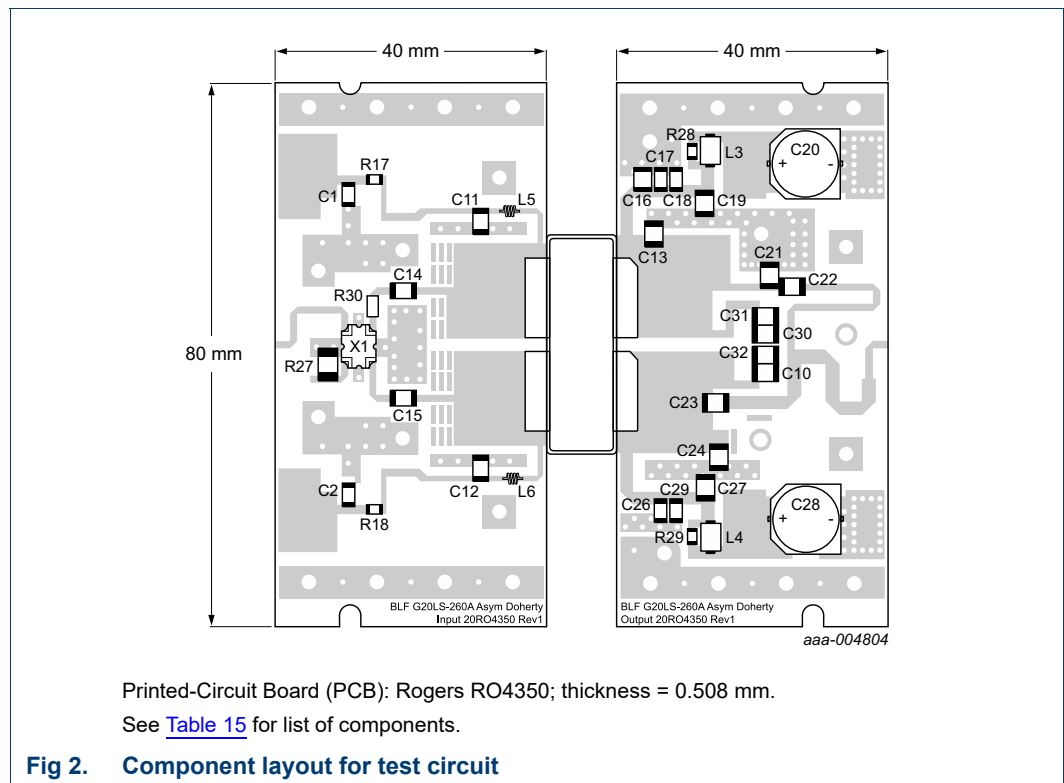 40 mm
40 mm
80 mm
R28
L3
C20
+
-
C17
R17
C1
C16
C18
C19
C11
L5
C13
C21
C14
C22
R30
C31
X1
C30
R27
C32
C10
C23
C15
C24
C12
L6
C2
C29
C27
C28
+
-
C26
R18
R29
L4
BLF G20LS-260A Asym Doherty
Input 20RO4350 Rev1
BLF G20LS-260A Asym Doherty
Output 20RO4350 Rev1
aaa-004804
Printed-Circuit Board (PCB): Rogers RO4350; thickness = 0.508 mm.
See Table 15 for list of components.
Fig 2. Component layout for test circuit